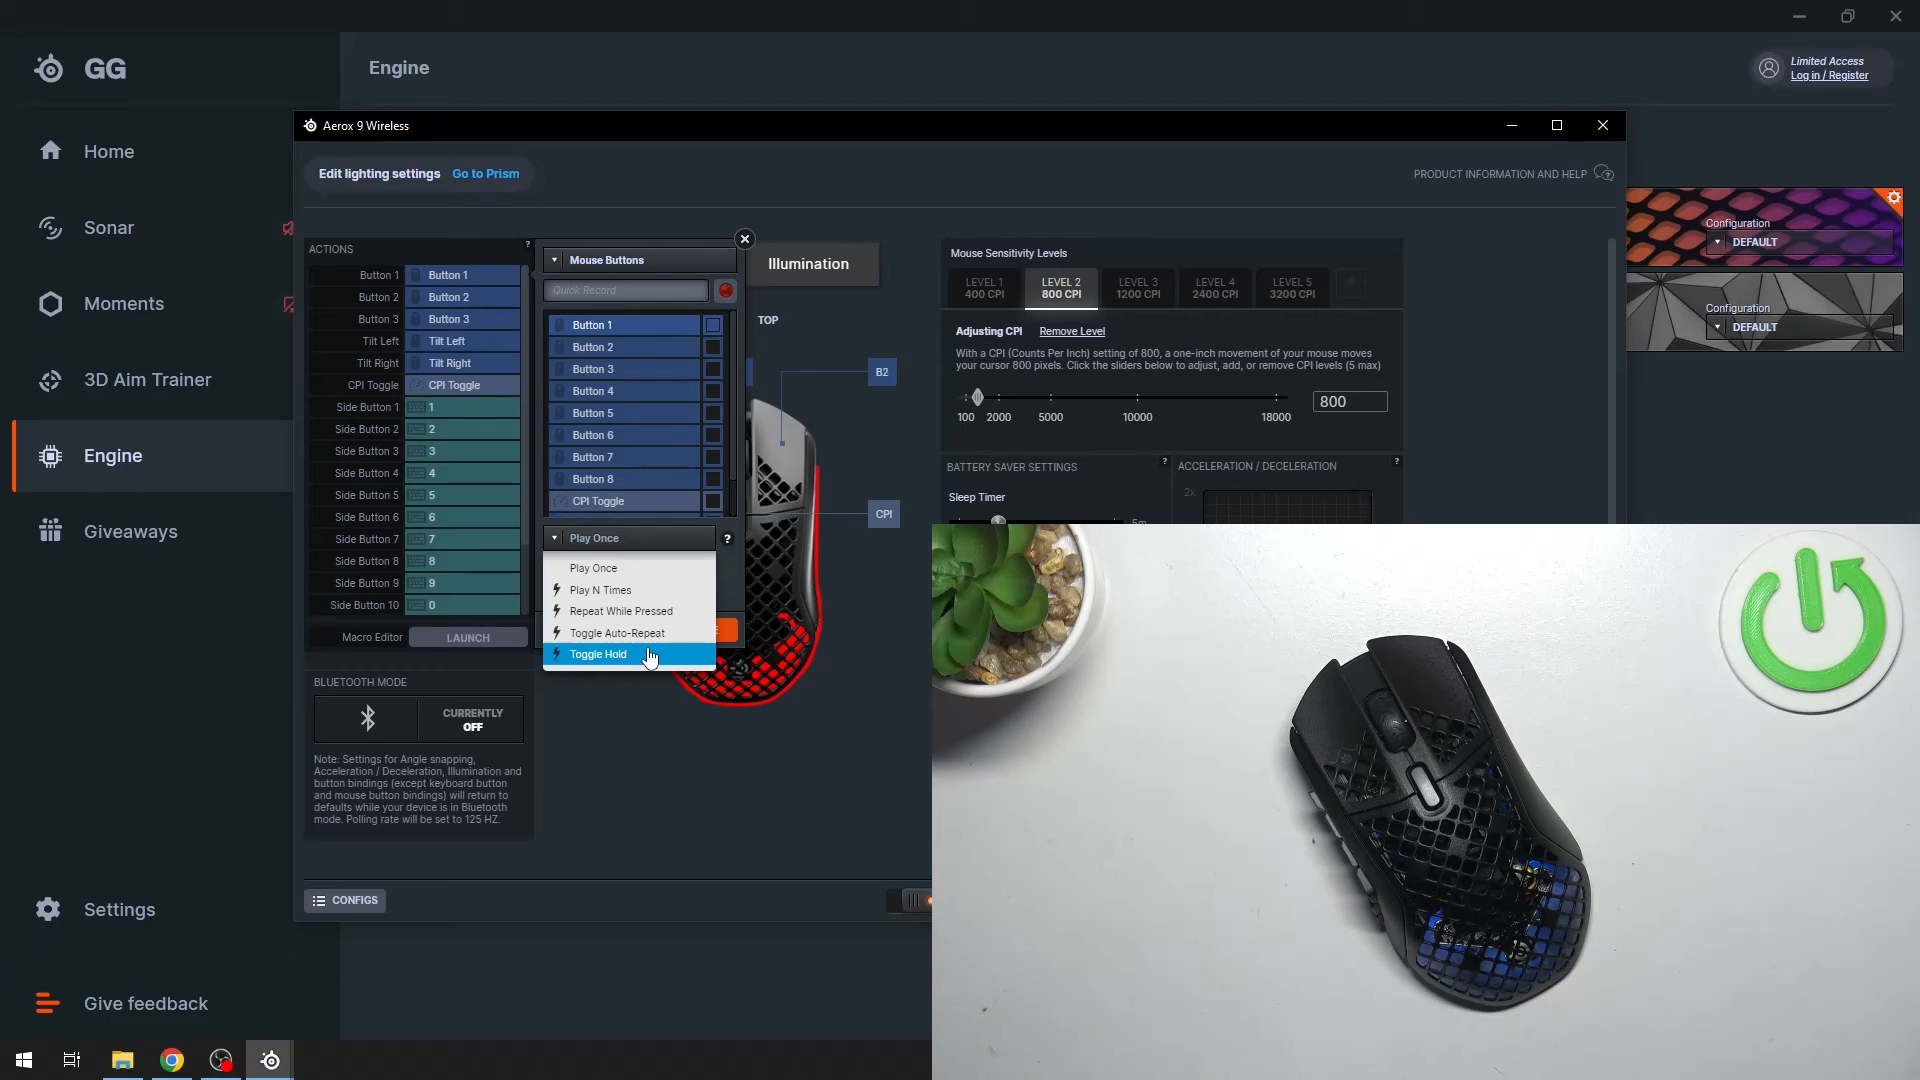 GG
Engine
Limited Access
Log in / Register
Home
Sonar
Moments
3D Aim Trainer
Engine
Giveaways
Settings
Give feedback
Aerox 9 Wireless
Edit lighting settings Go to Prism
PRODUCT INFORMATION AND HELP
ACTIONS ?
Button 1 Button 1
Button 2 Button 2
Button 3 Button 3
Tilt Left Tilt Left
Tilt Right Tilt Right
CPI Toggle CPI Toggle
Side Button 1 1
Side Button 2 2
Side Button 3 3
Side Button 4 4
Side Button 5 5
Side Button 6 6
Side Button 7 7
Side Button 8 8
Side Button 9 9
Side Button 10 0
Macro Editor LAUNCH
BLUETOOTH MODE
CURRENTLY
OFF
Note: Settings for Angle snapping,
Acceleration / Deceleration, Illumination and
button bindings (except keyboard button
and mouse button bindings) will return to
defaults while your device is in Bluetooth
mode. Polling rate will be set to 125 HZ.
CONFIGS
Mouse Buttons
Quick Record
Button 1
Button 2
Button 3
Button 4
Button 5
Button 6
Button 7
Button 8
CPI Toggle
Play Once ?
Play Once
Play N Times
Repeat While Pressed
Toggle Auto-Repeat
Toggle Hold
Illumination
TOP
B2
CPI
Mouse Sensitivity Levels
LEVEL 1
400 CPI
LEVEL 2
800 CPI
LEVEL 3
1200 CPI
LEVEL 4
2400 CPI
LEVEL 5
3200 CPI
Adjusting CPI Remove Level
With a CPI (Counts Per Inch) setting of 800, a one-inch movement of your mouse moves
your cursor 800 pixels. Click the sliders below to adjust, add, or remove CPI levels (5 max)
800
100 2000 5000 10000 18000
BATTERY SAVER SETTINGS ?
Sleep Timer
5m
ACCELERATION / DECELERATION ?
2x
Configuration
DEFAULT
Configuration
DEFAULT